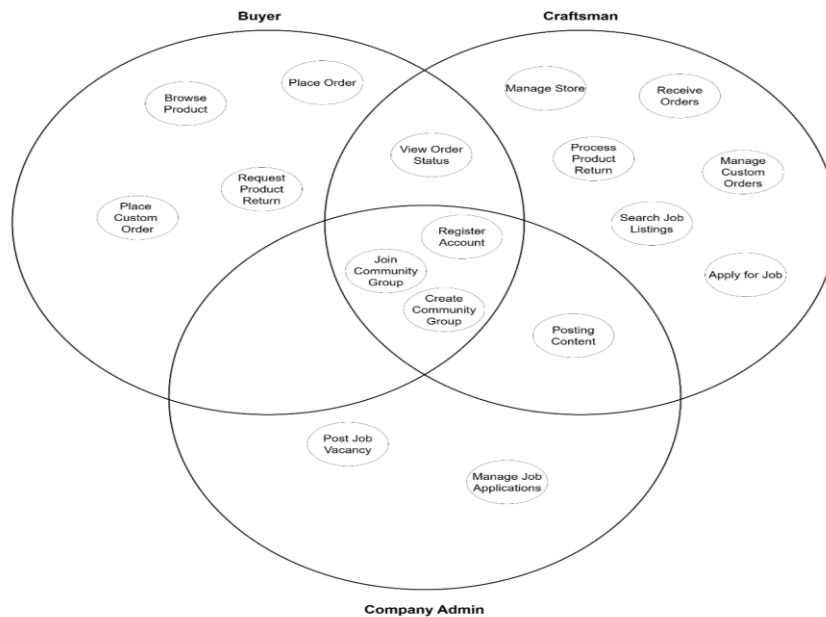 Buyer
Craftsman
Place Order
Browse
Product
Manage Store
Receive
Orders
View Order
Status
Process
Product
Return
Manage
Custom
Orders
Request
Product
Return
Place
Custom
Order
Search Job
Listings
Register
Account
Join
Community
Group
Apply for Job
Create
Community
Group
Posting
Content
Post Job
Vacancy
Manage Job
Applications
Company Admin